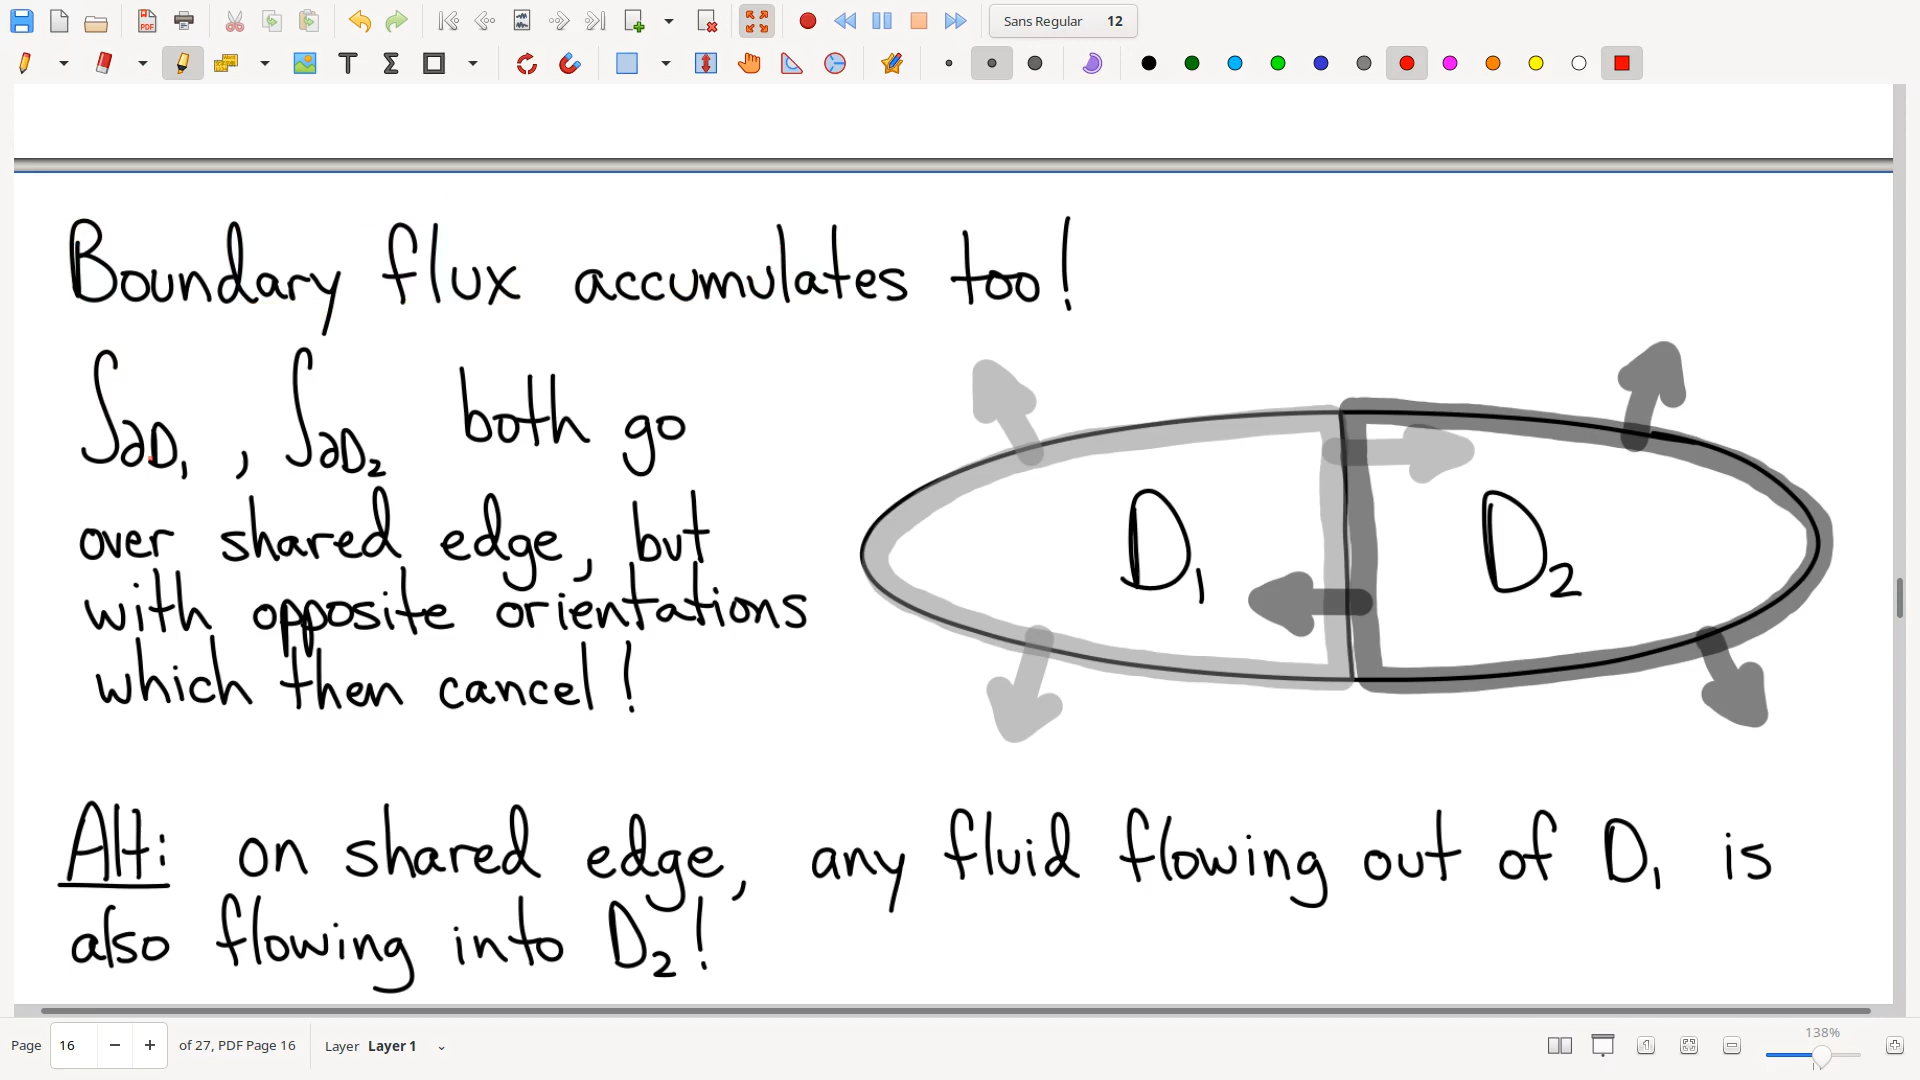 Sans Regular 12
Boundary flux accumulates too!
∫∂D₁ , ∫∂D₂ both go
over shared edge, but
with opposite orientations
which then cancel!
D₁
D₂
Alt: on shared edge, any fluid flowing out of D₁ is
also flowing into D₂!
Page 16 of 27, PDF Page 16 Layer Layer 1
138%